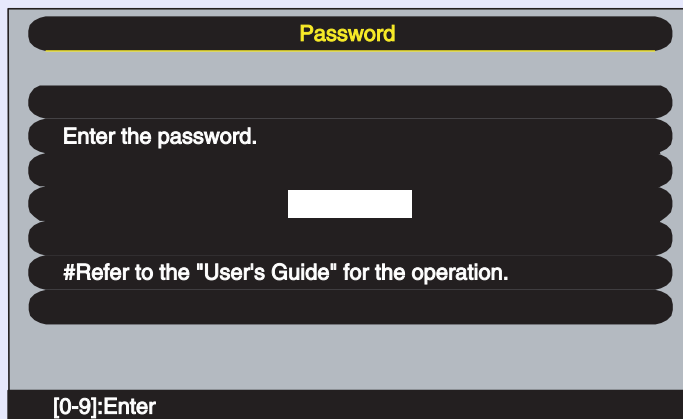 Password
Enter the password.
#Refer to the "User's Guide" for the operation.
[0-9]:Enter